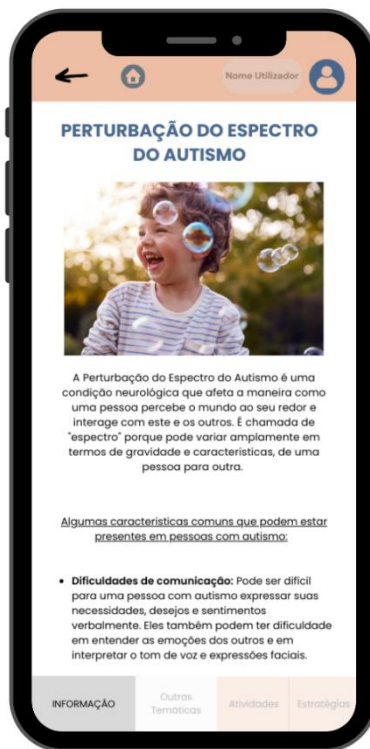 Nome Utilizador
PERTURBAÇÃO DO ESPECTRO
DO AUTISMO
A Perturbação do Espectro do Autismo é uma
condição neurológica que afeta a maneira como
uma pessoa percebe o mundo ao seu redor e
interage com este e os outros. É chamada de
"espectro" porque pode variar amplamente em
termos de gravidade e características, de uma
pessoa para outra.
Algumas características comuns que podem estar
presentes em pessoas com autismo:
• Dificuldades de comunicação: Pode ser difícil
para uma pessoa com autismo expressar suas
necessidades, desejos e sentimentos
verbalmente. Eles também podem ter dificuldade
em entender as emoções dos outros e em
interpretar o tom de voz e expressões faciais.
INFORMAÇÃO
Outras
Temáticas
Atividades
Estratégias